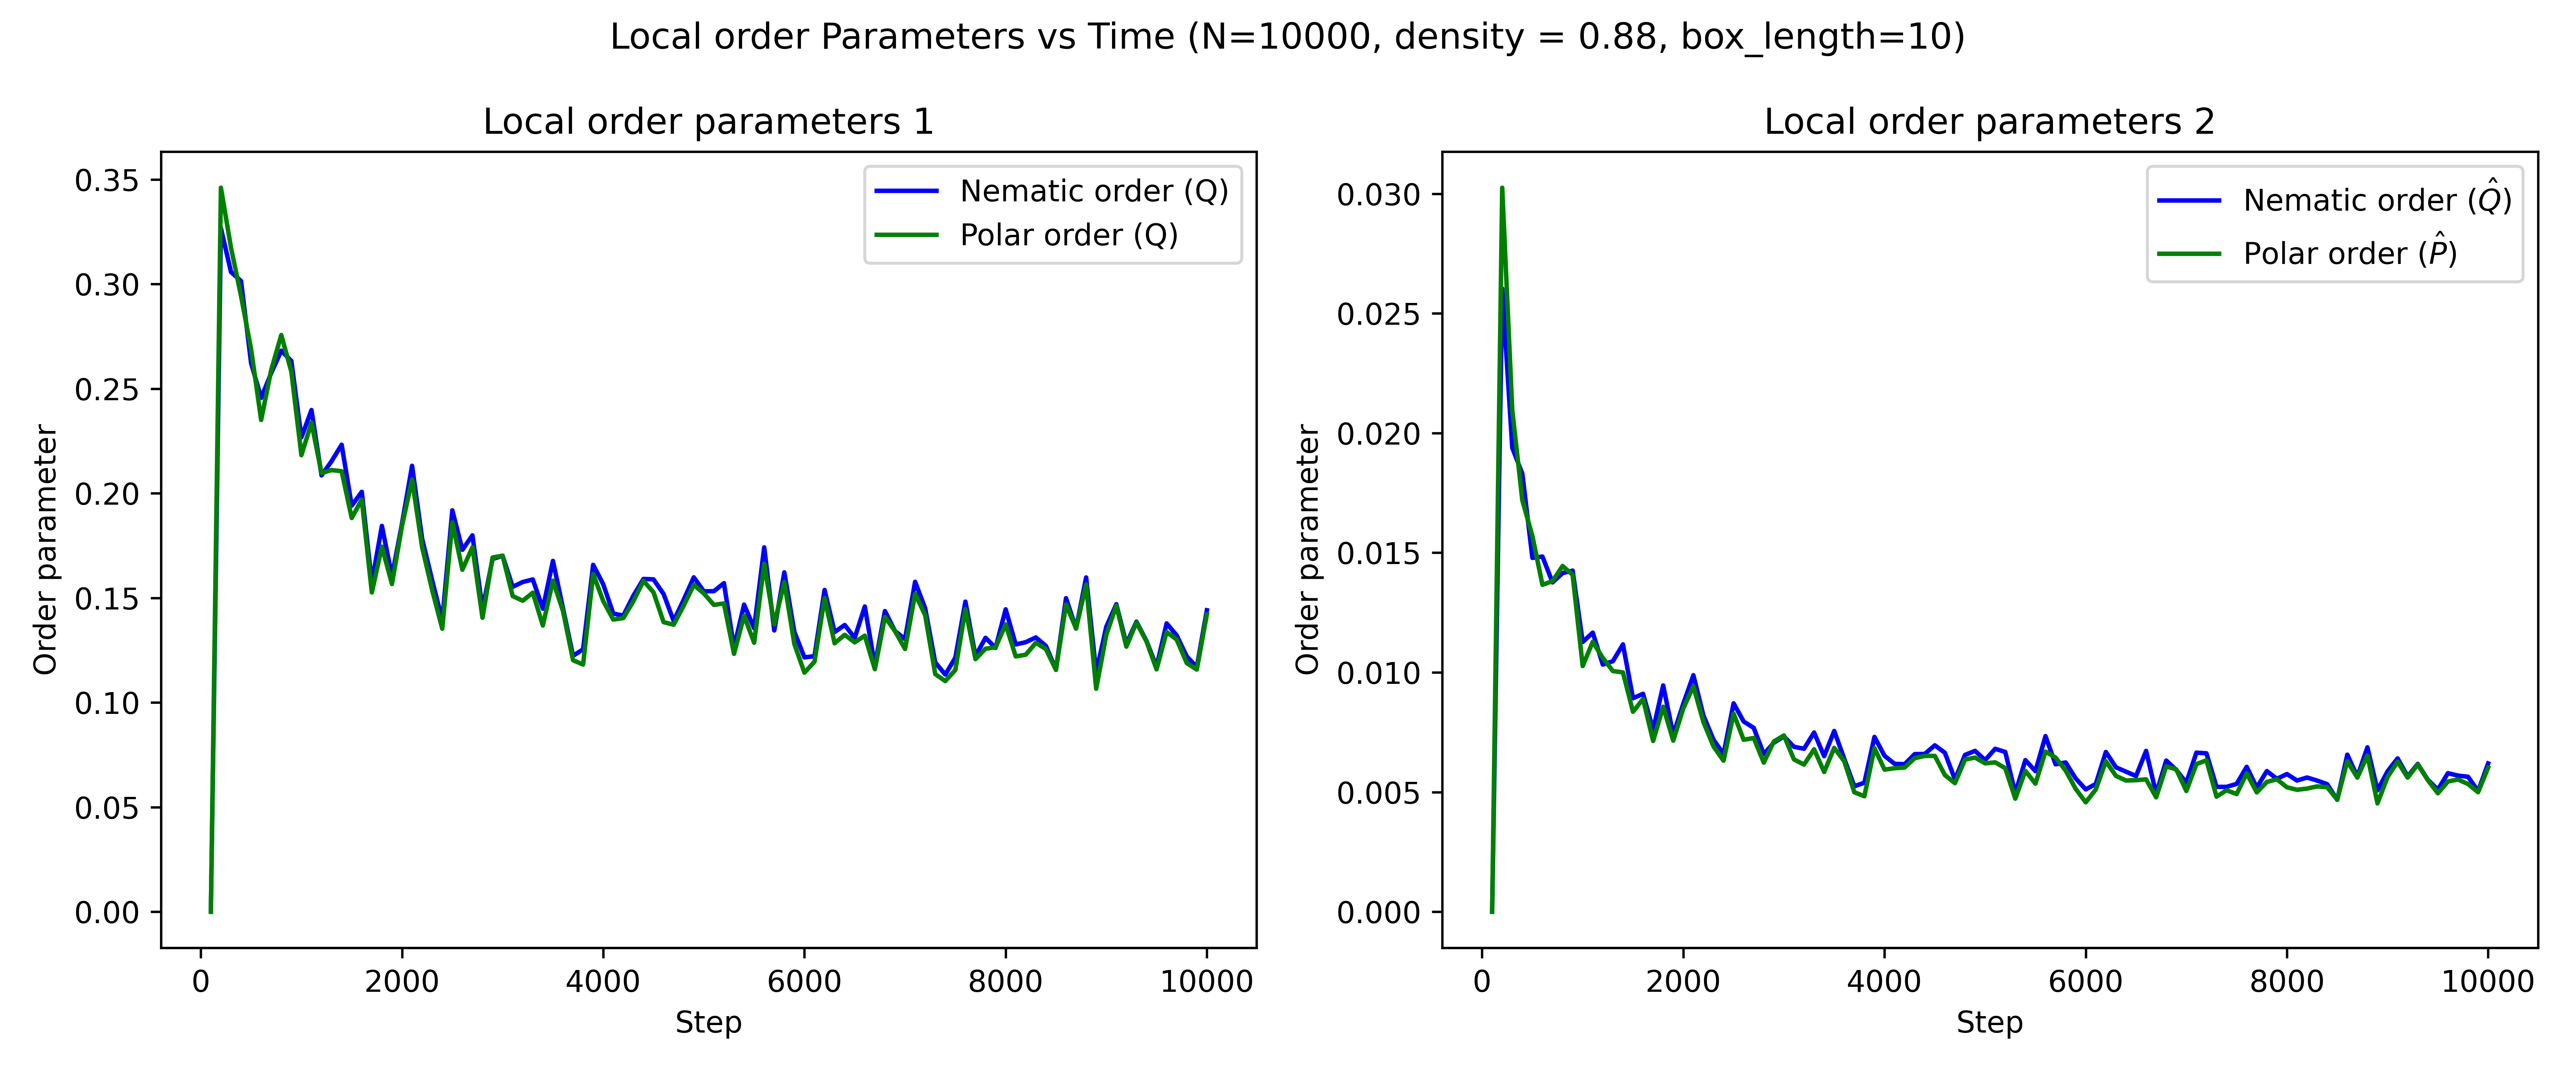 Local order Parameters vs Time (N=10000, density = 0.88, box_length=10)
Local order parameters 1
Nematic order (Q)
Polar order (Q)
0.35
0.30
0.25
0.20
0.15
0.10
0.05
0.00
Order parameter
0 2000 4000 6000 8000 10000
Step
Local order parameters 2
Nematic order (Q̂)
Polar order (P̂)
0.030
0.025
0.020
0.015
0.010
0.005
0.000
Order parameter
0 2000 4000 6000 8000 10000
Step